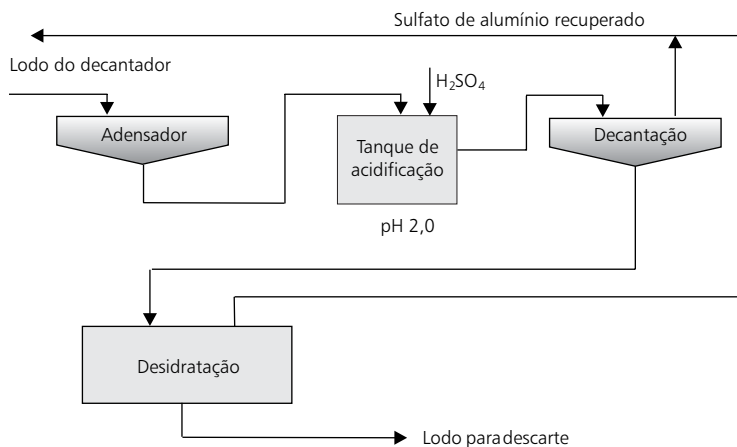 Sulfato de alumínio recuperado
Lodo do decantador
H₂SO₄
Adensador
Tanque de
acidificação
Decantação
pH 2,0
Desidratação
Lodo para descarte